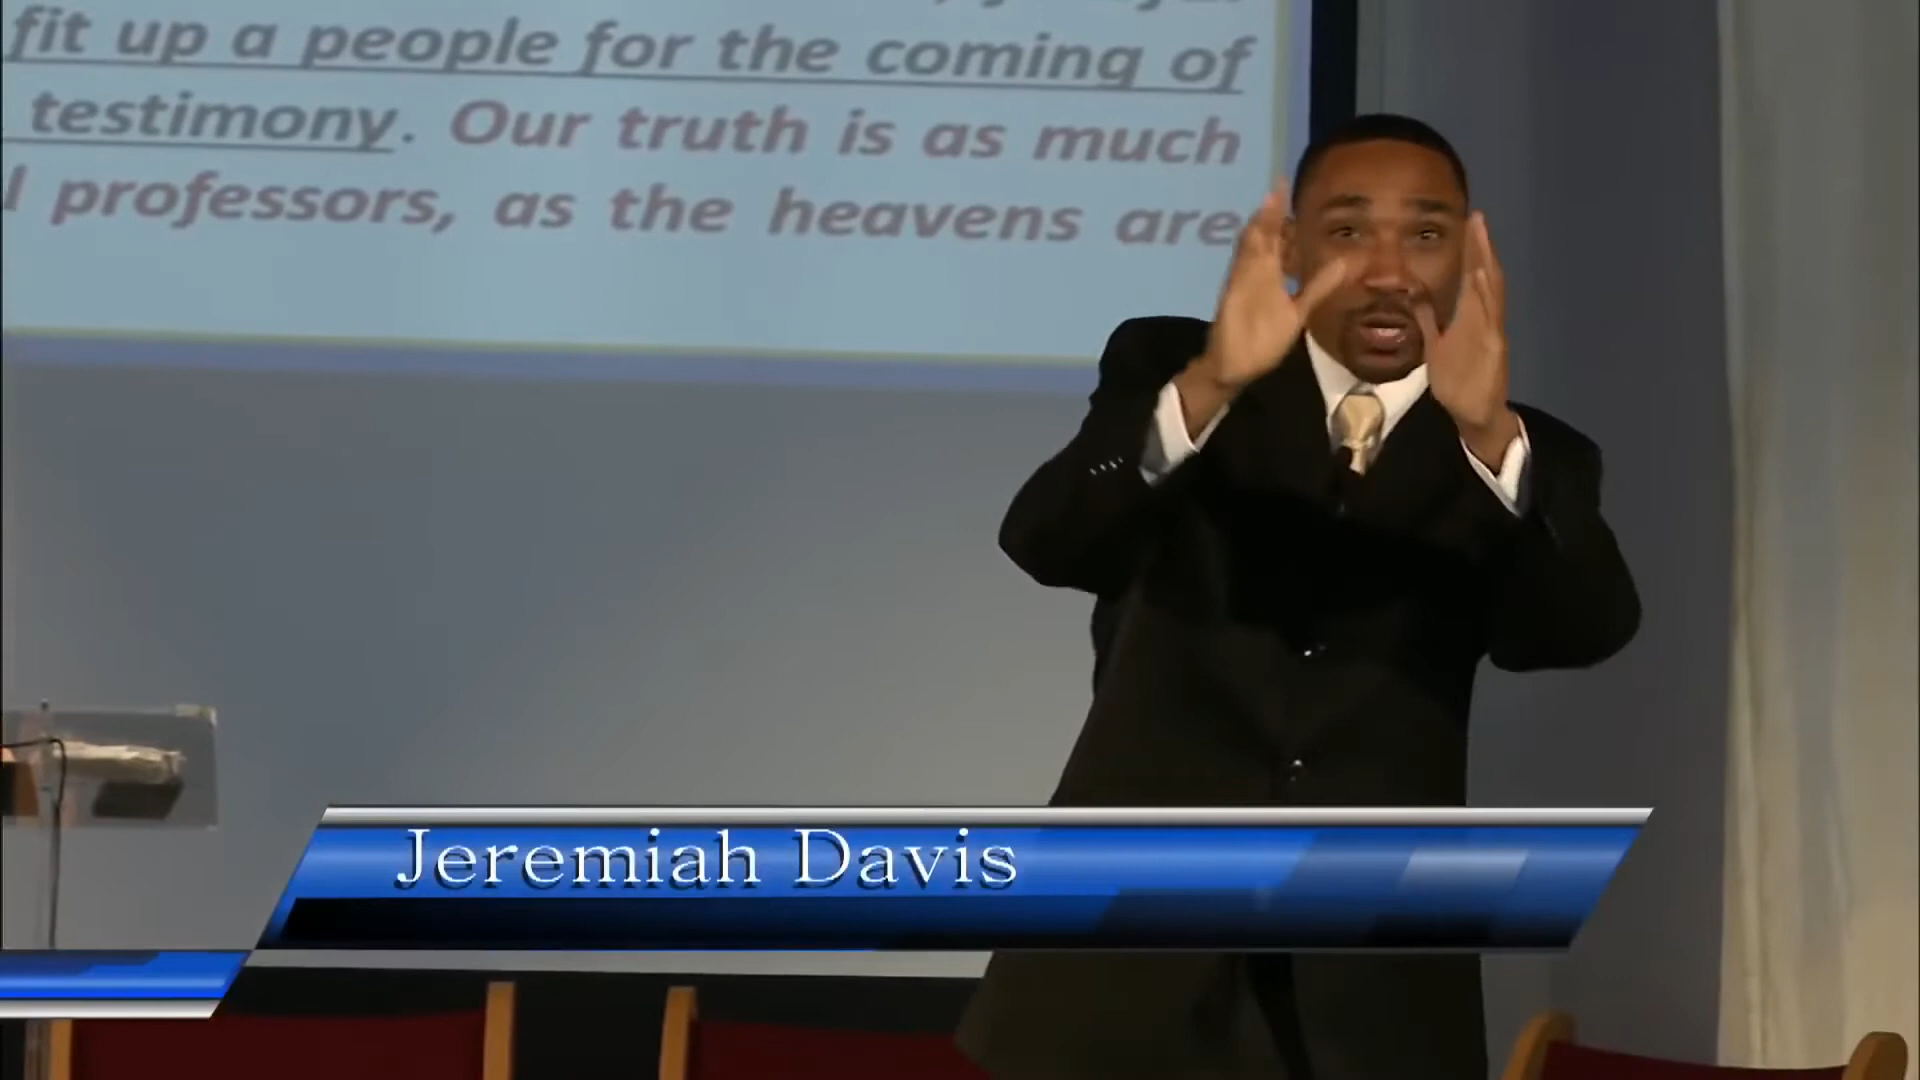 fit up a people for the coming of
testimony. Our truth is as much
professors, as the heavens are
Jeremiah Davis